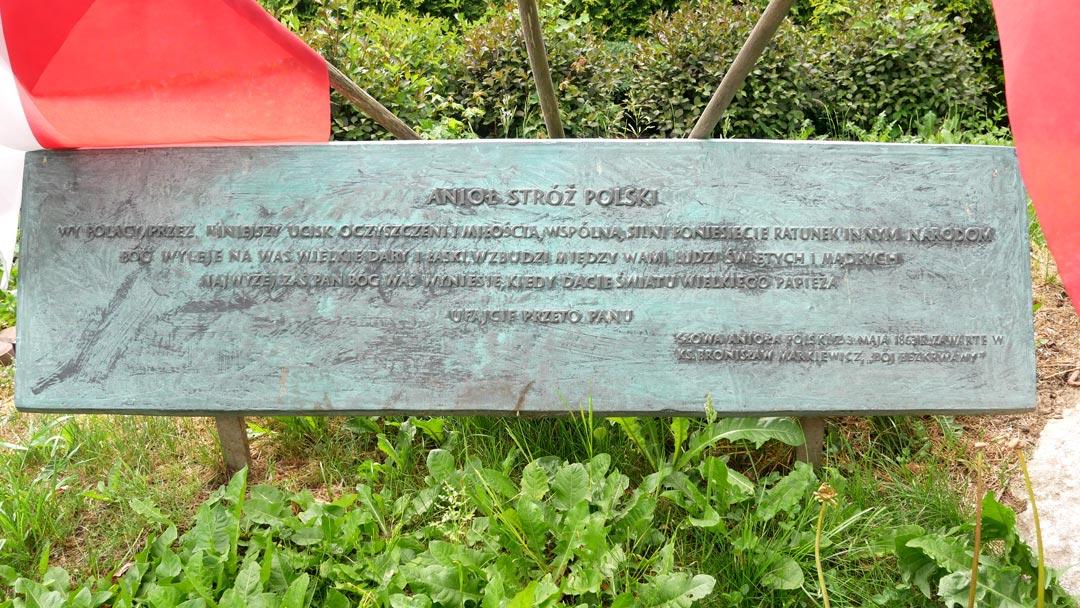 ANIOŁ STRÓŻ POLSKI
WY POLACY, PRZEZ NINIEJSZY UCISK OCZYSZCZENI I MIŁOŚCIĄ WSPÓLNĄ SILNI PONIESIECIE RATUNEK INNYM NARODOM
BÓG WYLEJE NA WAS WIELKIE DARY I ŁASKI, WZBUDZI MIĘDZY WAMI LUDZI ŚWIĘTYCH I MĄDRYCH
NAJWYŻEJ ZAŚ PAN BÓG WAS WYNIESIE, KIEDY DACIE ŚWIATU WIELKIEGO PAPIEŻA
UFAJCIE PRZETO PANU
SŁOWA ANIOŁA POLSKI Z 3 MAJA 1863 R. ZAWARTE W
KS. BRONISŁAW MARKIEWICZ, „BÓJ BEZKRWAWY”